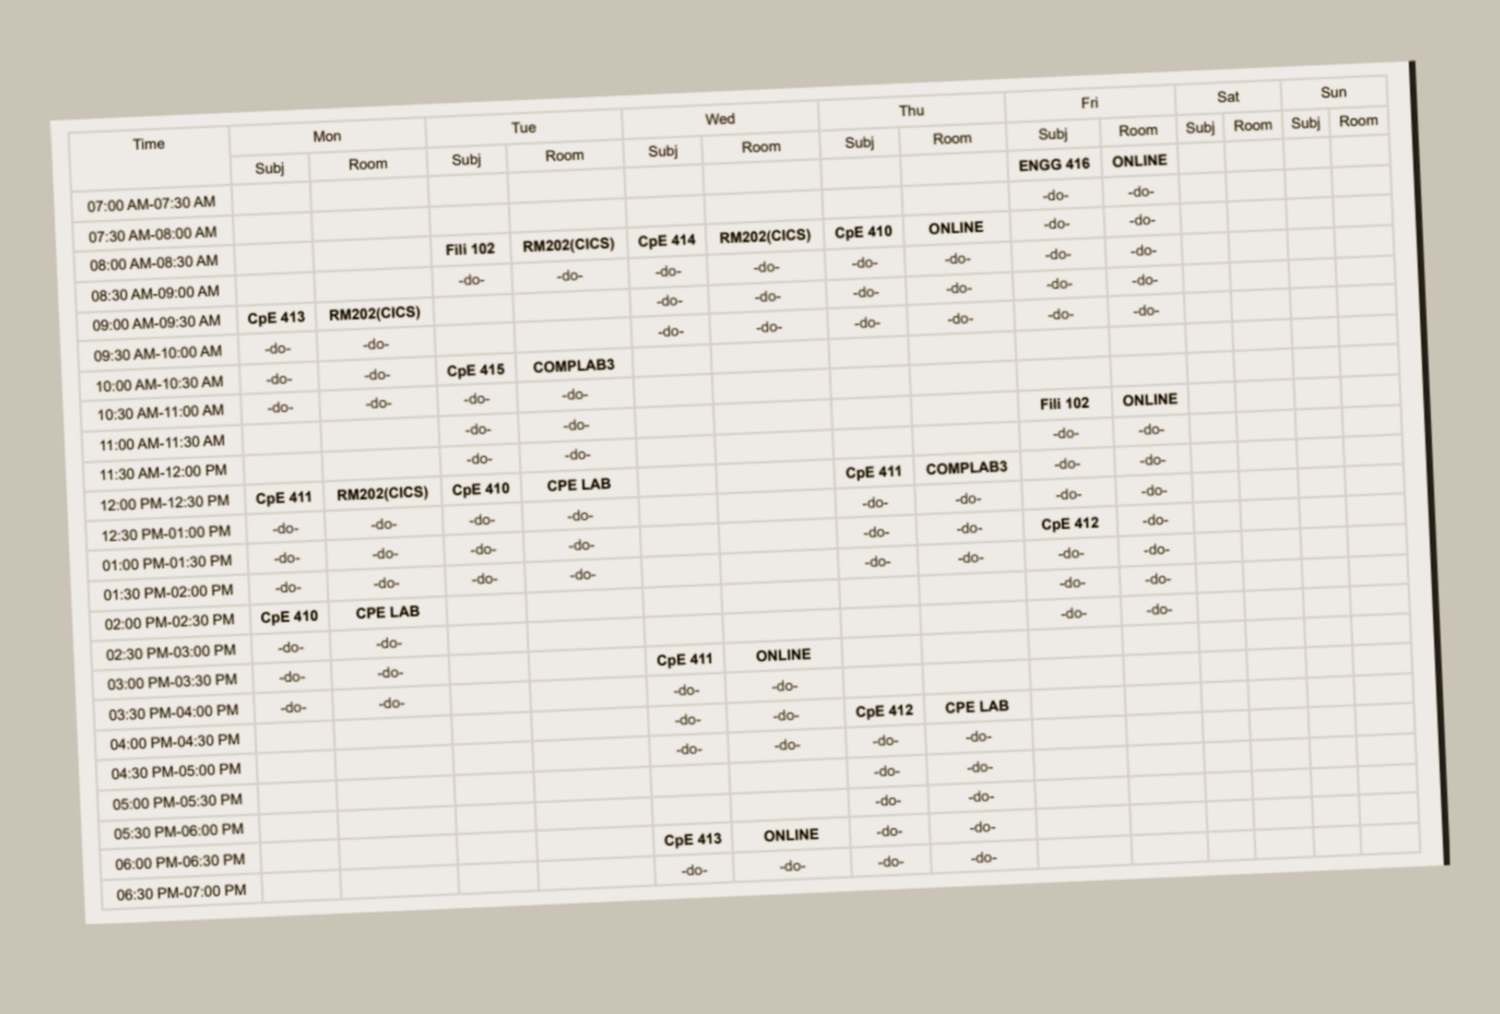 Time Mon Tue Wed Thu Fri Sat Sun
Subj Room Subj Room Subj Room Subj Room Subj Room Subj Room Subj Room
07:00 AM-07:30 AM ENGG 416 ONLINE
07:30 AM-08:00 AM -do- -do-
08:00 AM-08:30 AM Fili 102 RM202(CICS) CpE 414 RM202(CICS) CpE 410 ONLINE -do- -do-
08:30 AM-09:00 AM -do- -do- -do- -do- -do- -do- -do- -do-
09:00 AM-09:30 AM CpE 413 RM202(CICS) -do- -do- -do- -do- -do- -do-
09:30 AM-10:00 AM -do- -do- -do- -do- -do- -do- -do- -do-
10:00 AM-10:30 AM -do- -do- CpE 415 COMPLAB3
10:30 AM-11:00 AM -do- -do- -do- -do-
11:00 AM-11:30 AM -do- -do- Fili 102 ONLINE
11:30 AM-12:00 PM -do- -do- -do- -do-
12:00 PM-12:30 PM CpE 411 RM202(CICS) CpE 410 CPE LAB CpE 411 COMPLAB3 -do- -do-
12:30 PM-01:00 PM -do- -do- -do- -do- -do- -do- -do- -do-
01:00 PM-01:30 PM -do- -do- -do- -do- -do- -do- CpE 412 -do-
01:30 PM-02:00 PM -do- -do- -do- -do- -do- -do- -do- -do-
02:00 PM-02:30 PM CpE 410 CPE LAB -do- -do-
02:30 PM-03:00 PM -do- -do- -do- -do-
03:00 PM-03:30 PM -do- -do- CpE 411 ONLINE
03:30 PM-04:00 PM -do- -do- -do- -do-
04:00 PM-04:30 PM -do- -do- CpE 412 CPE LAB
04:30 PM-05:00 PM -do- -do- -do- -do-
05:00 PM-05:30 PM -do- -do-
05:30 PM-06:00 PM -do- -do-
06:00 PM-06:30 PM CpE 413 ONLINE -do- -do-
06:30 PM-07:00 PM -do- -do- -do- -do-